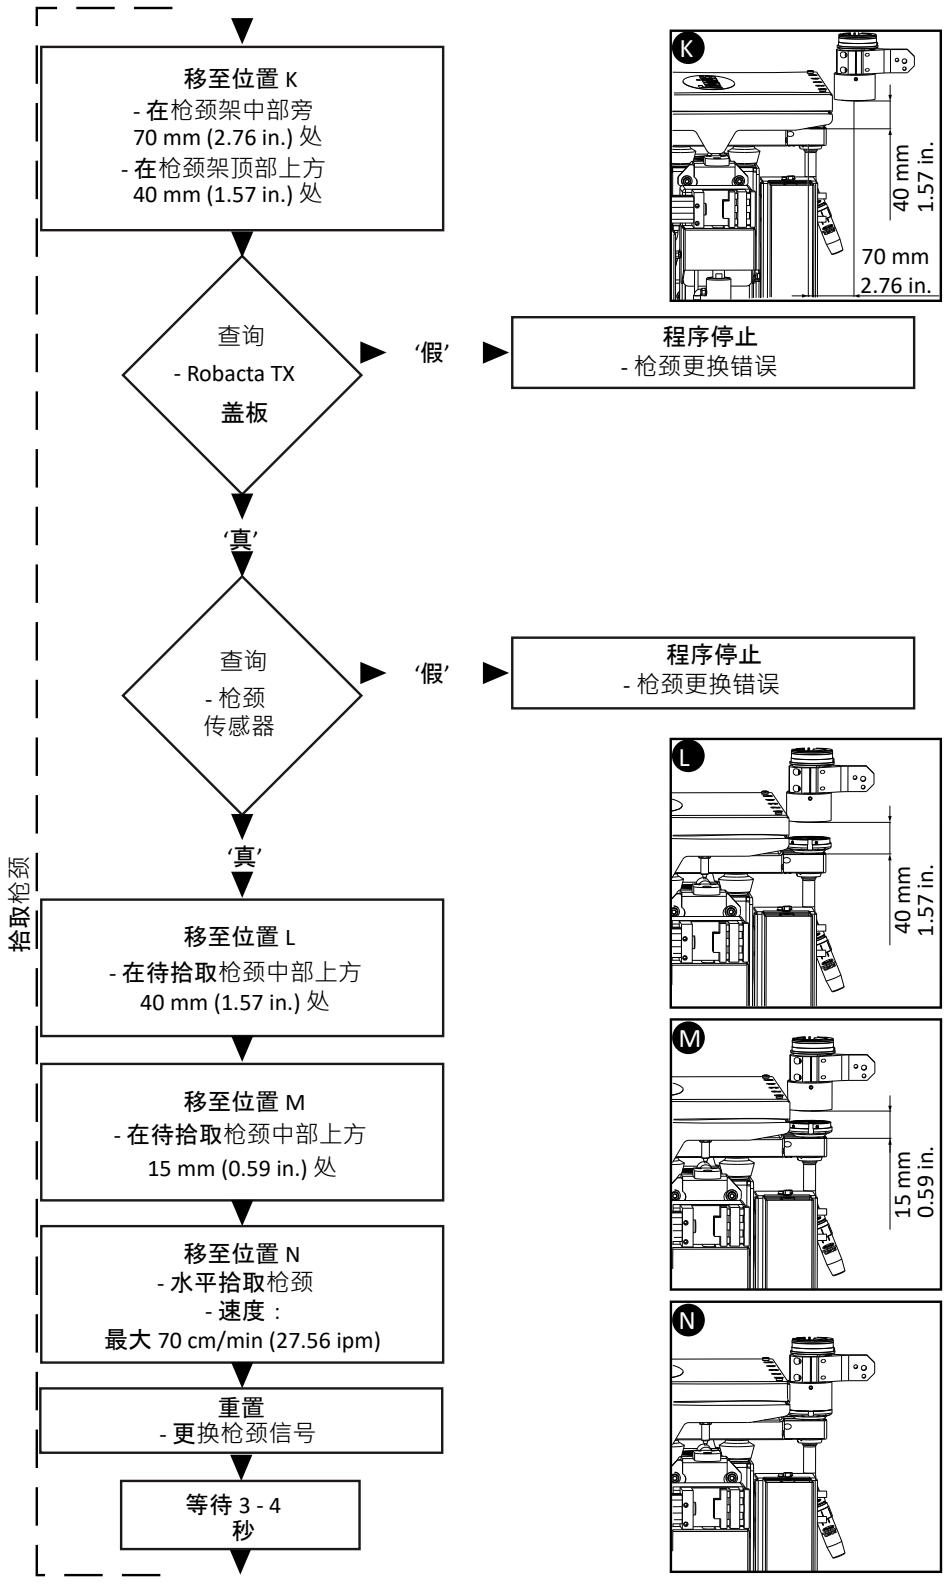 移至位置 K
- 在枪颈架中部旁
70 mm (2.76 in.) 处
- 在枪颈架顶部上方
40 mm (1.57 in.) 处
K
40 mm
1.57 in.
70 mm
2.76 in.
查询
- Robacta TX
盖板
‘假’
程序停止
- 枪颈更换错误
‘真’
查询
- 枪颈
传感器
‘假’
程序停止
- 枪颈更换错误
‘真’
拾取枪颈
移至位置 L
- 在待拾取枪颈中部上方
40 mm (1.57 in.) 处
L
40 mm
1.57 in.
移至位置 M
- 在待拾取枪颈中部上方
15 mm (0.59 in.) 处
M
15 mm
0.59 in.
移至位置 N
- 水平拾取枪颈
- 速度：
最大 70 cm/min (27.56 ipm)
N
重置
- 更换枪颈信号
等待 3 - 4
秒